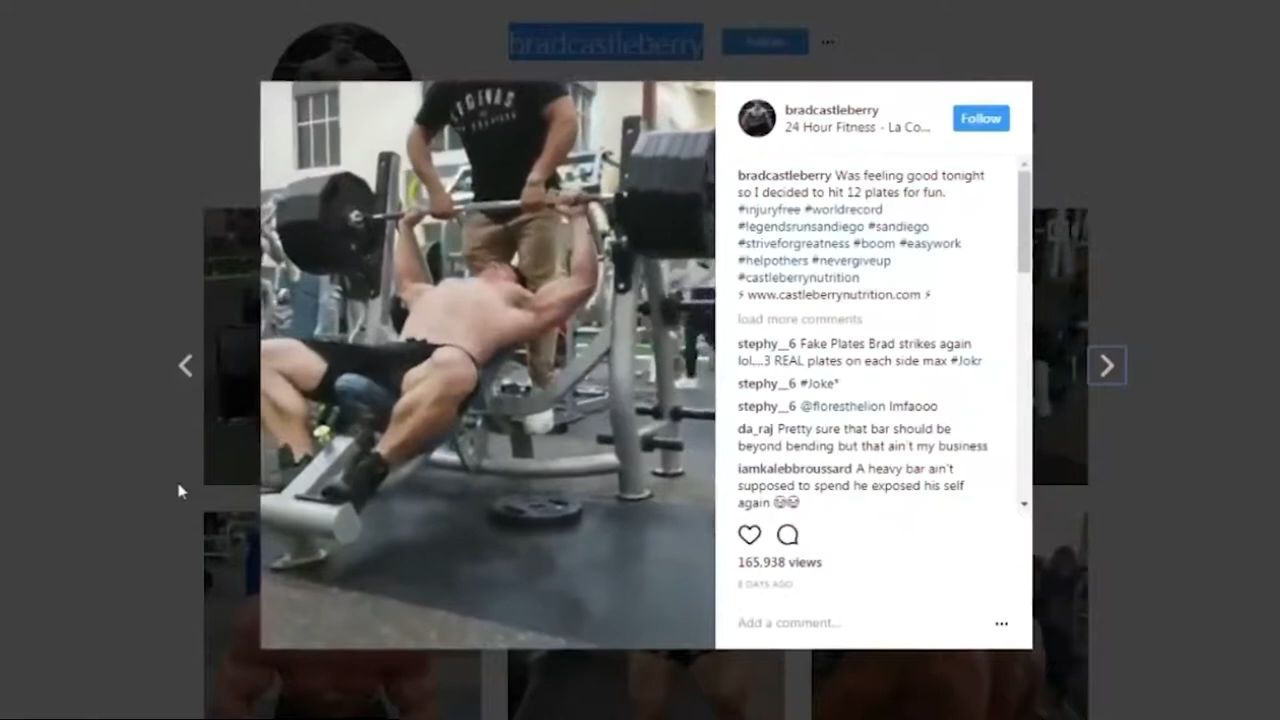 bradcastleberry
Follow
...
LEGENDS
bradcastleberry
24 Hour Fitness - La Co...
Follow
bradcastleberry Was feeling good tonight
so I decided to hit 12 plates for fun.
#injuryfree #worldrecord
#legendsrunsandiego #sandiego
#striveforgreatness #boom #easywork
#helpothers #nevergiveup
#castleberrynutrition
⚡ www.castleberrynutrition.com ⚡
load more comments
stephy__6 Fake Plates Brad strikes again
lol....3 REAL plates on each side max #Jokr
stephy__6 #Joke*
stephy__6 @floresthelion lmfaooo
da_raj Pretty sure that bar should be
beyond bending but that ain't my business
iamkalebbroussard A heavy bar ain't
supposed to spend he exposed his self
again
165,938 views
8 DAYS AGO
Add a comment...
...